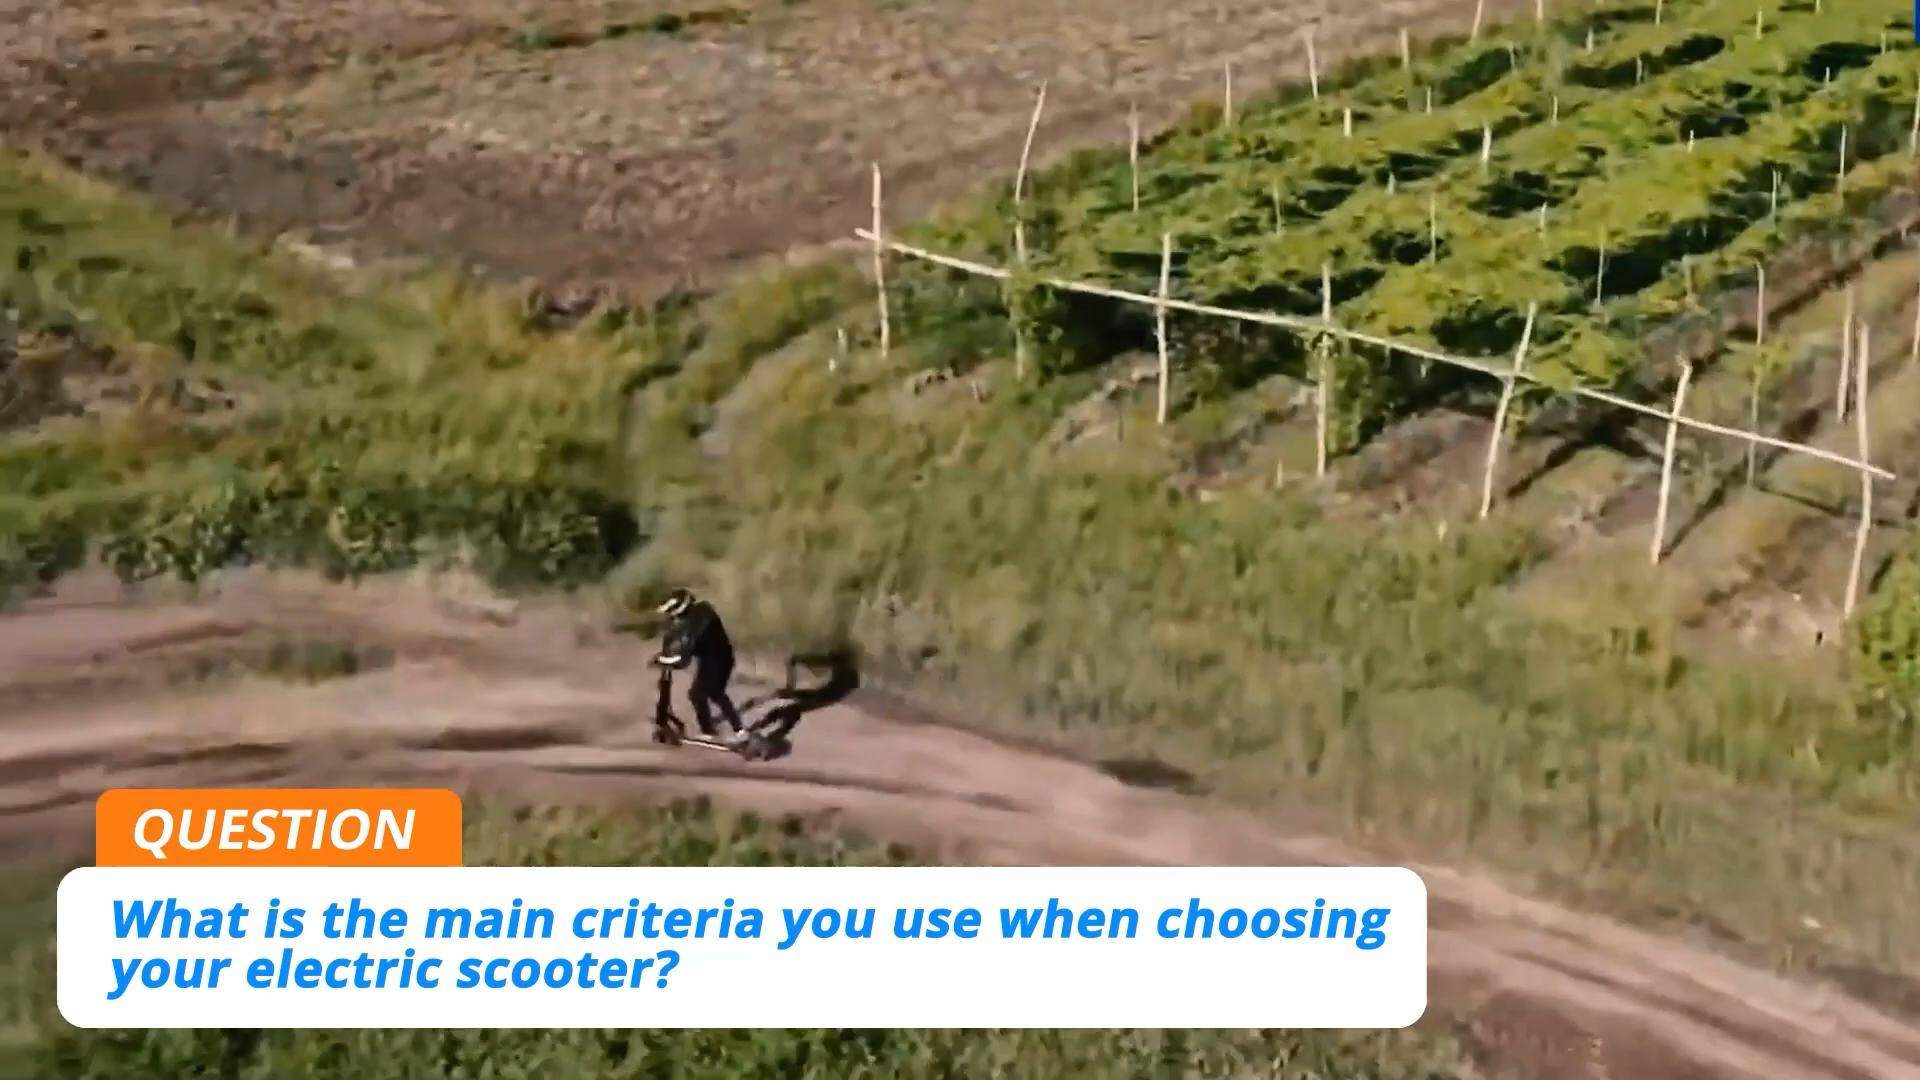 QUESTION
What is the main criteria you use when choosing
your electric scooter?